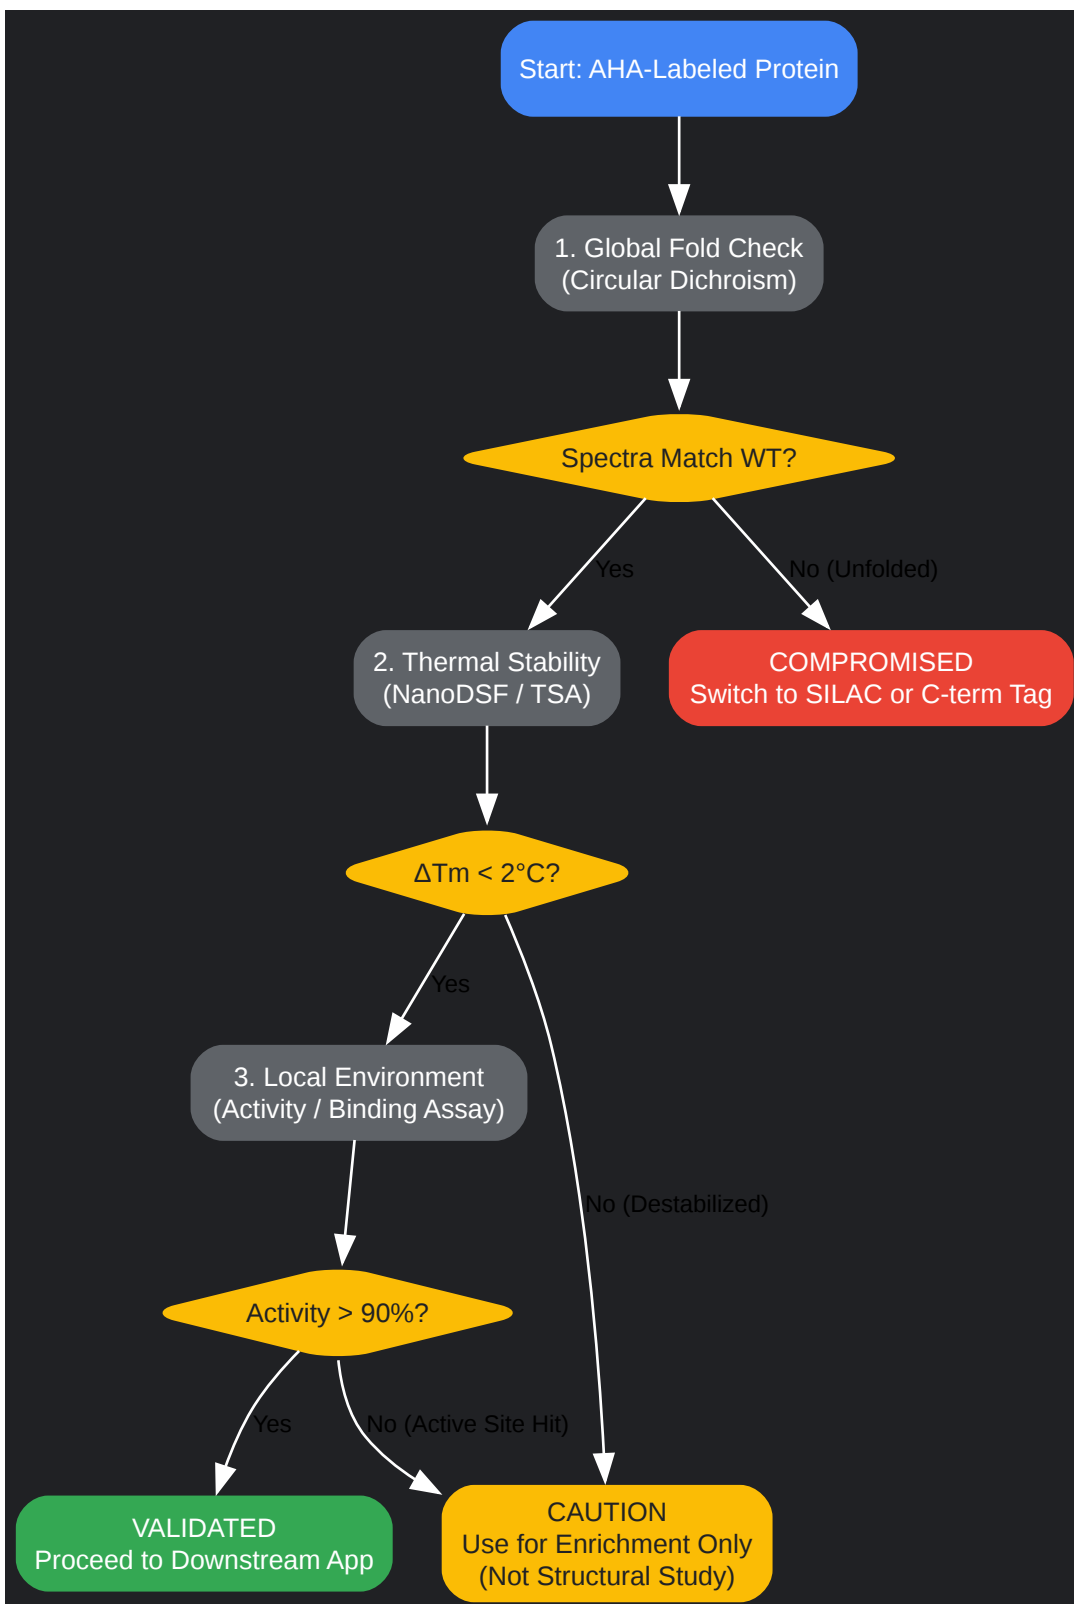 Start: AHA-Labeled Protein
1. Global Fold Check
(Circular Dichroism)
Spectra Match WT?
Yes
No (Unfolded)
2. Thermal Stability
(NanoDSF / TSA)
COMPROMISED
Switch to SILAC or C-term Tag
ΔTm < 2°C?
Yes
3. Local Environment
(Activity / Binding Assay)
No (Destabilized)
Activity > 90%?
Yes
No (Active Site Hit)
VALIDATED
Proceed to Downstream App
CAUTION
Use for Enrichment Only
(Not Structural Study)